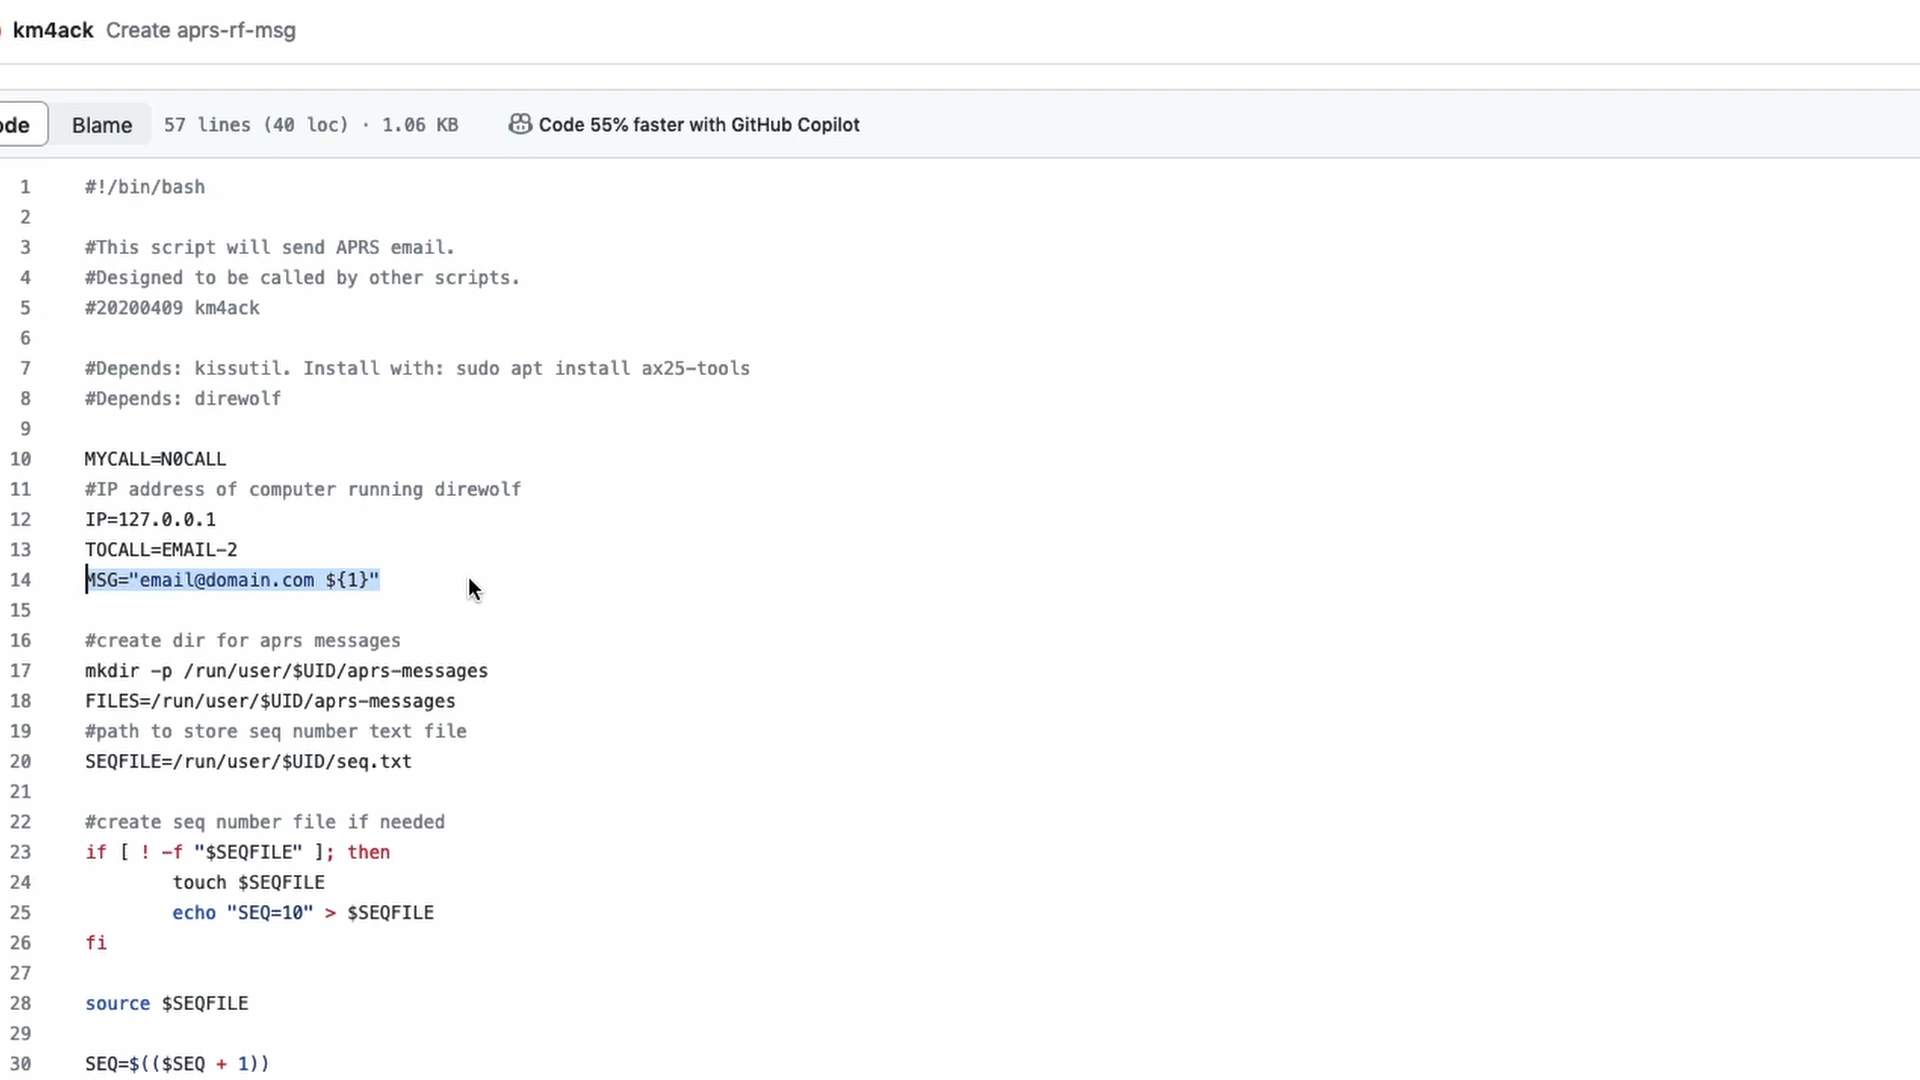 km4ack Create aprs-rf-msg
ode Blame 57 lines (40 loc) · 1.06 KB Code 55% faster with GitHub Copilot
1 #!/bin/bash
2
3 #This script will send APRS email.
4 #Designed to be called by other scripts.
5 #20200409 km4ack
6
7 #Depends: kissutil. Install with: sudo apt install ax25-tools
8 #Depends: direwolf
9
10 MYCALL=N0CALL
11 #IP address of computer running direwolf
12 IP=127.0.0.1
13 TOCALL=EMAIL-2
14 MSG="email@domain.com ${1}"
15
16 #create dir for aprs messages
17 mkdir -p /run/user/$UID/aprs-messages
18 FILES=/run/user/$UID/aprs-messages
19 #path to store seq number text file
20 SEQFILE=/run/user/$UID/seq.txt
21
22 #create seq number file if needed
23 if [ ! -f "$SEQFILE" ]; then
24 touch $SEQFILE
25 echo "SEQ=10" > $SEQFILE
26 fi
27
28 source $SEQFILE
29
30 SEQ=$(($SEQ + 1))